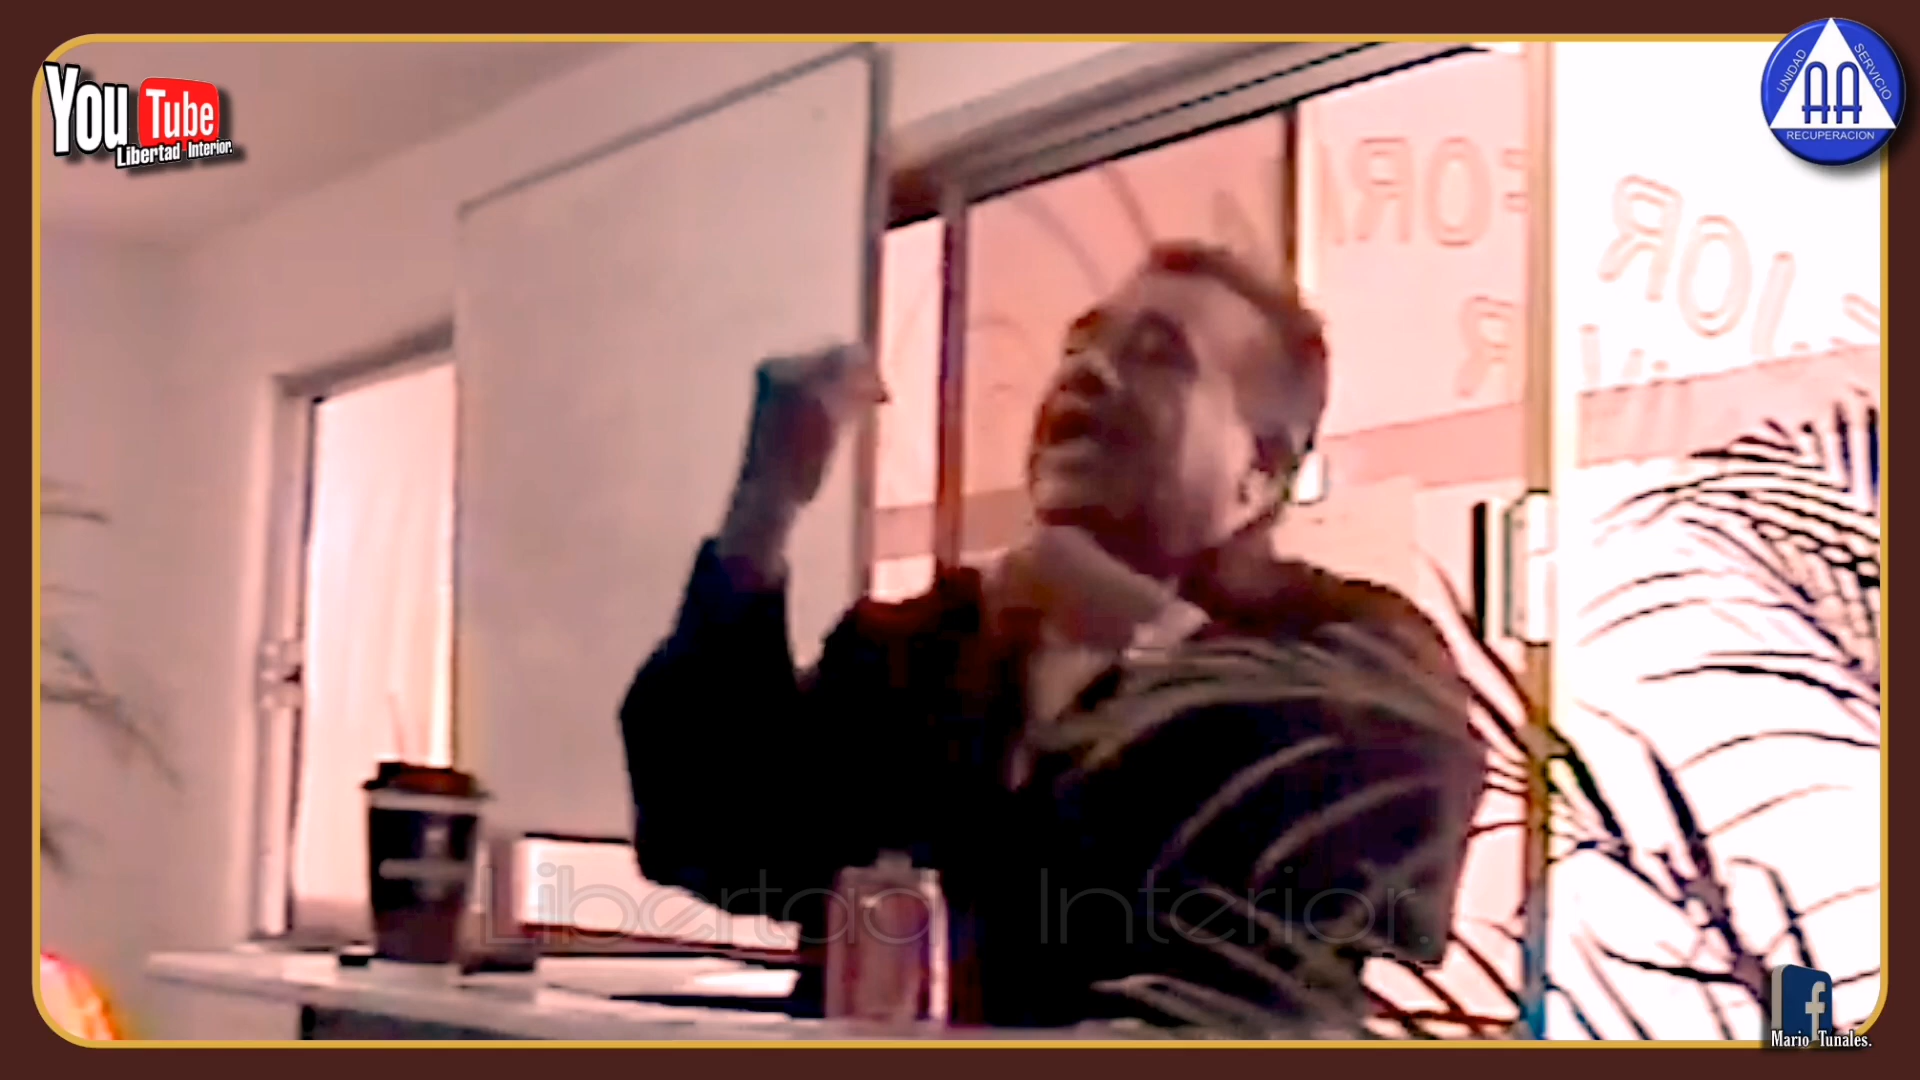 You Tube
Libertad Interior.
UNIDAD
SERVICIO
AA
RECUPERACION
Libertad Interior.
Mario Tunales.